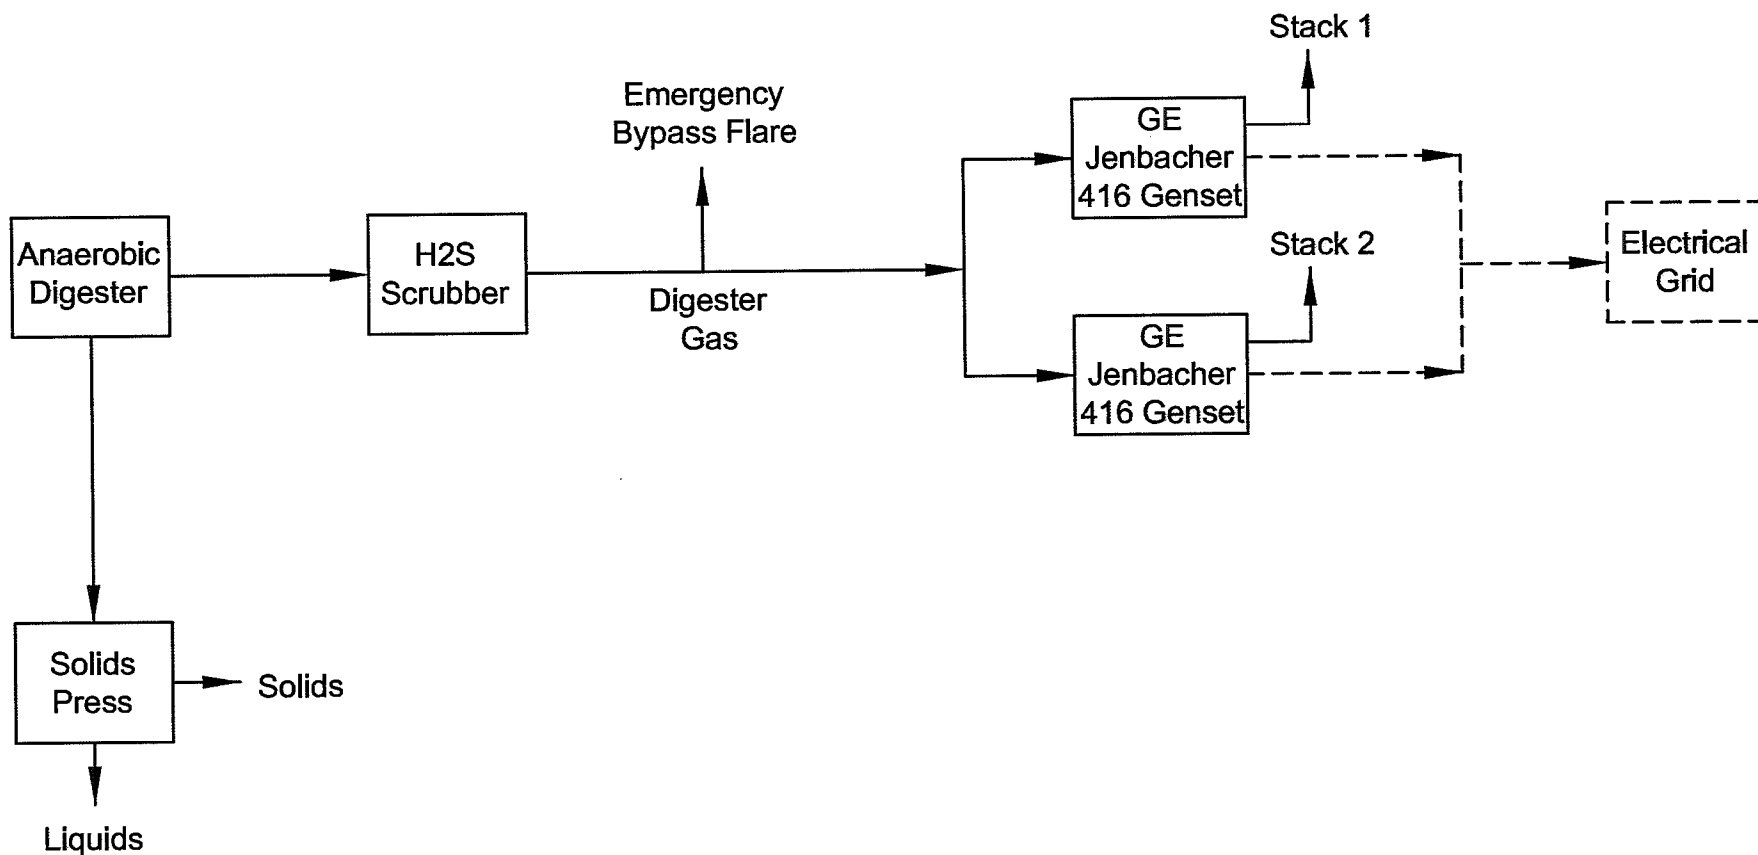 Stack 1
Emergency
Bypass Flare
GE
Jenbacher
416 Genset
Anaerobic
Digester
H2S
Scrubber
Digester
Gas
Stack 2
GE
Jenbacher
416 Genset
Electrical
Grid
Solids
Press
Solids
Liquids